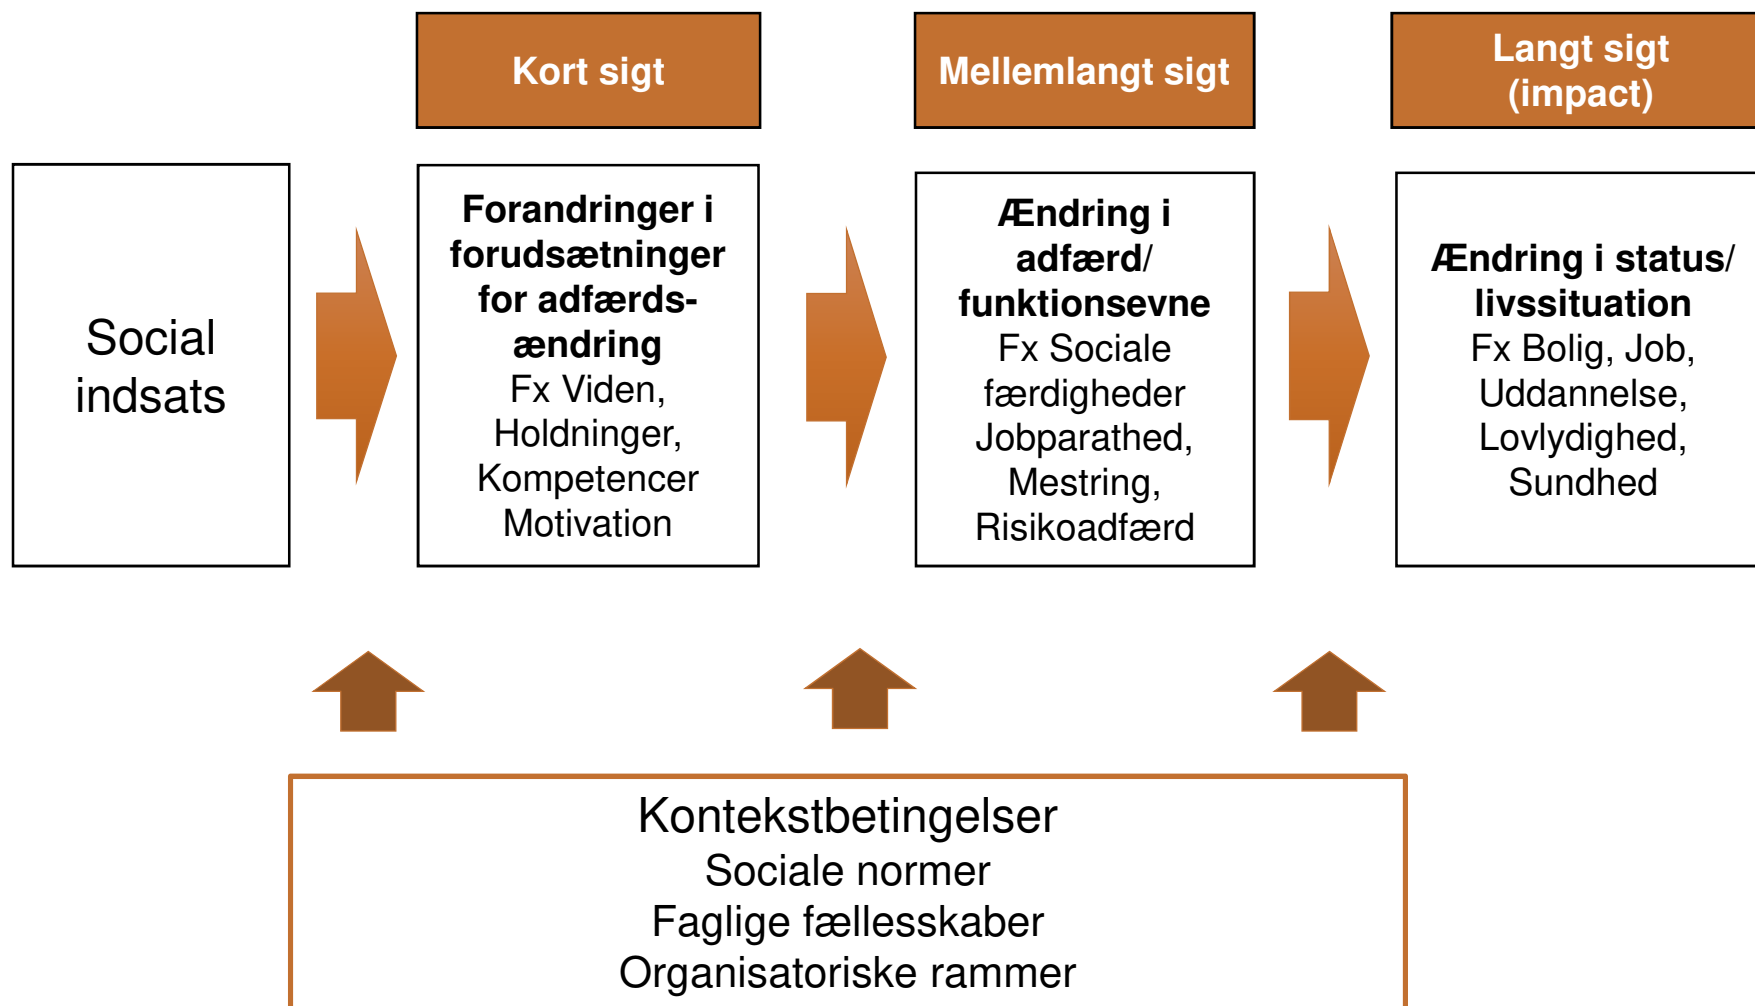 Kort sigt
Mellemlangt sigt
Langt sigt
(impact)
Social
indsats
Forandringer i
forudsætninger
for adfærds-
ændring
Fx Viden,
Holdninger,
Kompetencer
Motivation
Ændring i
adfærd/
funktionsevne
Fx Sociale
færdigheder
Jobparathed,
Mestring,
Risikoadfærd
Ændring i status/
livssituation
Fx Bolig, Job,
Uddannelse,
Lovlydighed,
Sundhed
Kontekstbetingelser
Sociale normer
Faglige fællesskaber
Organisatoriske rammer